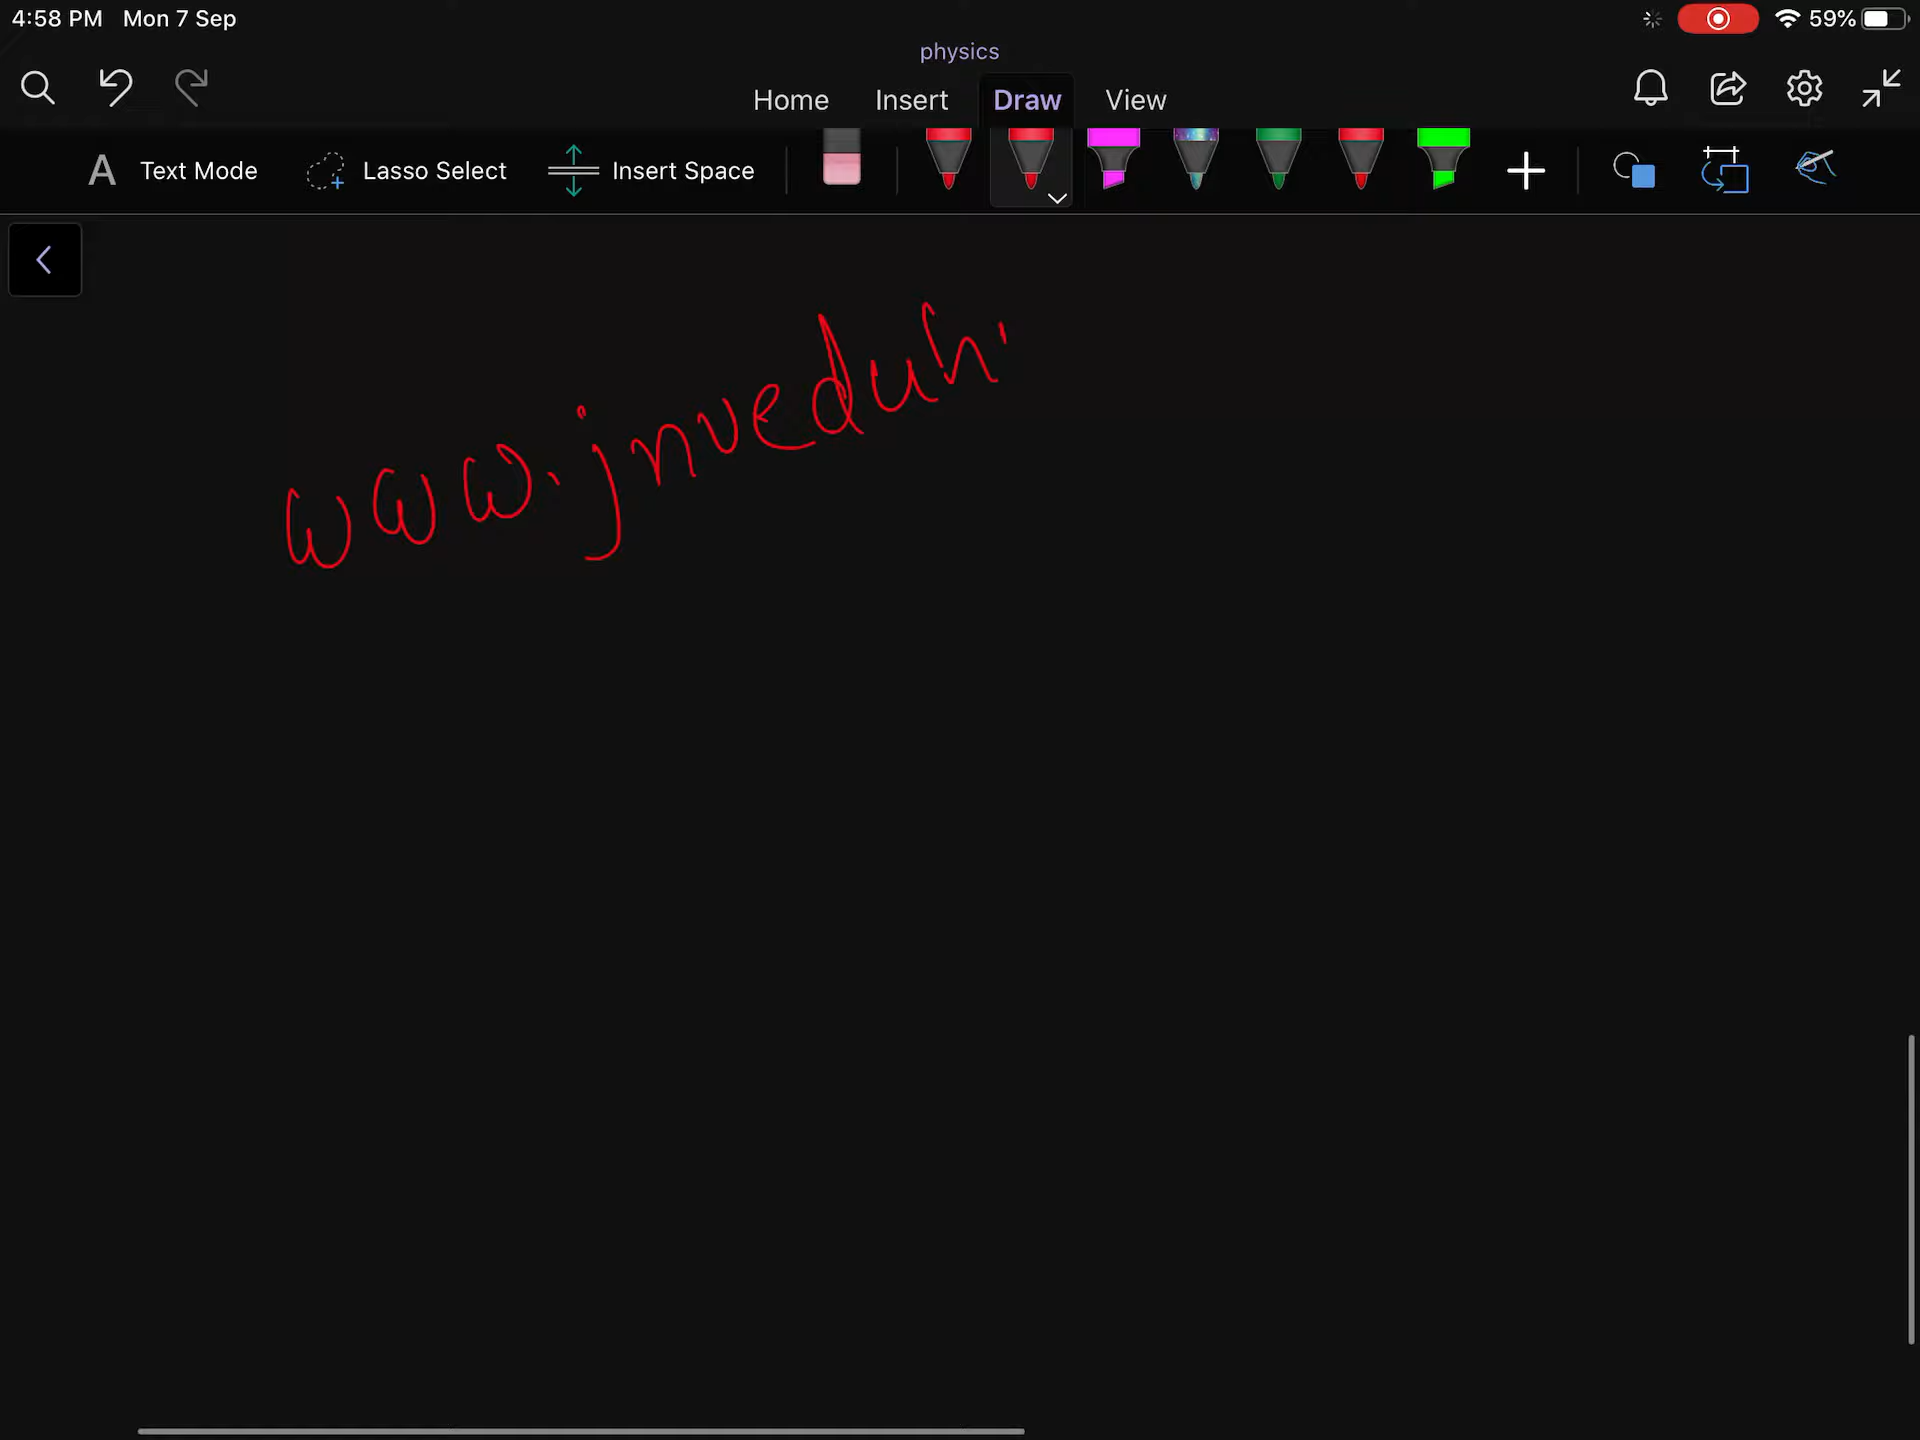 4:58 PM Mon 7 Sep 59%
physics
Home Insert Draw View
A Text Mode Lasso Select Insert Space
www.jnveduh